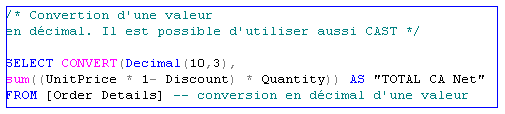 /* Convertion d'une valeur
en décimal. Il est possible d'utiliser aussi CAST */
SELECT CONVERT(Decimal(10,3),
sum((UnitPrice * 1- Discount) * Quantity)) AS "TOTAL CA Net"
FROM [Order Details] -- conversion en décimal d'une valeur